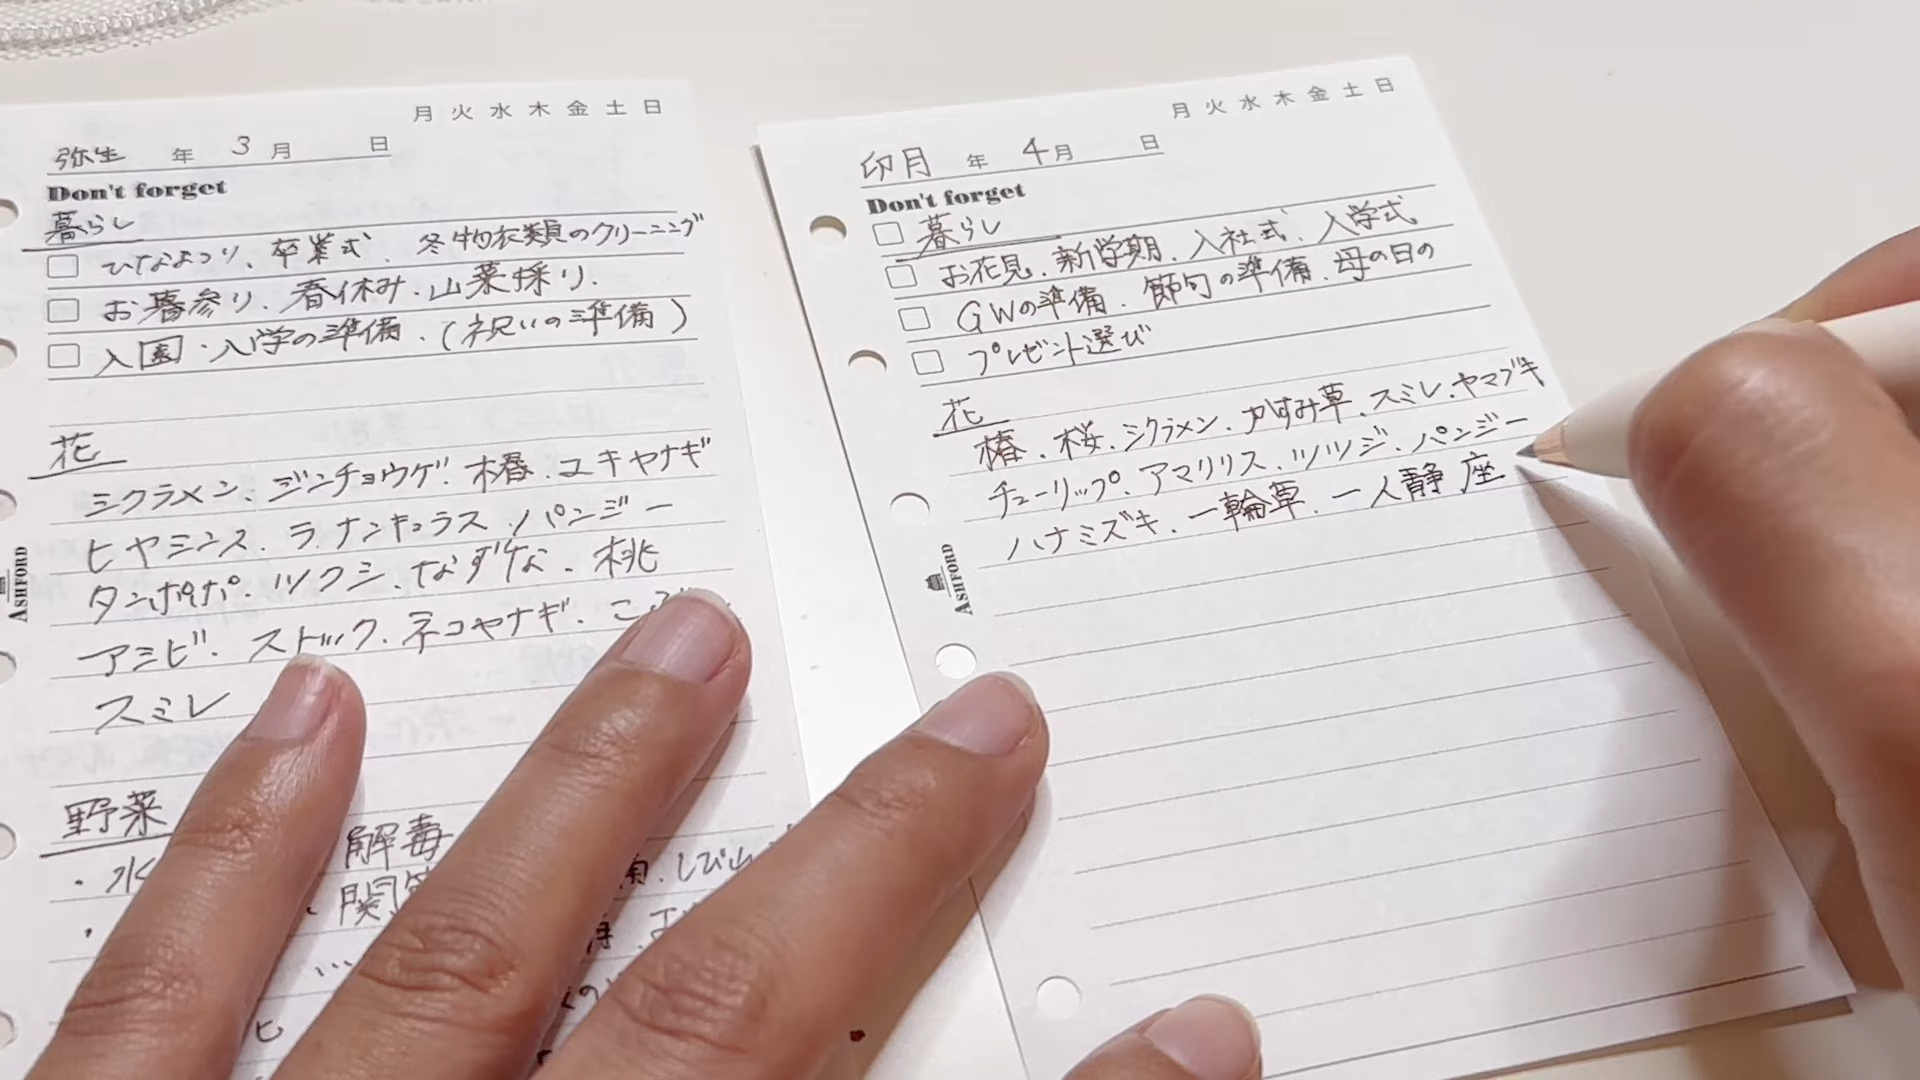 月 火 水 木 金 土 日
弥生 年 3 月 日
Don't forget
暮らし
ひなまつり、卒業式、冬物衣類のクリーニング
お墓参り、春休み、山菜採り、
入園・入学の準備、(祝いの準備)
花
シクラメン、ジンチョウゲ、椿、ユキヤナギ
ヒヤシンス、ラナンキュラス、パンジー
タンポポ、ツクシ、なずな、桃
アシビ、ストック、ネコヤナギ、こぶ
スミレ
野菜
・水 解毒
・ 関
しび
ASHFORD
月 火 水 木 金 土 日
卯月 年 4月 日
Don't forget
暮らし
お花見、新学期、入社式、入学式、
GWの準備、節句の準備、母の日の
プレゼント選び
花
椿、桜、シクラメン、かすみ草、スミレ、ヤマブキ
チューリップ、アマリリス、ツツジ、パンジー
ハナミズキ、一輪草、一人静座
ASHFORD